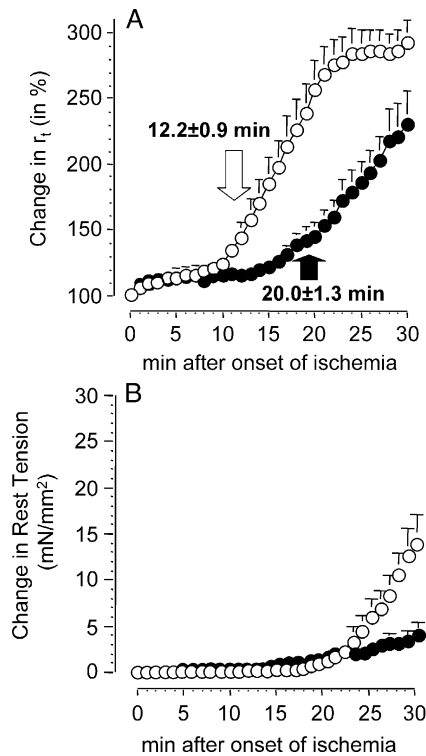 A
Change in rt (in %)
300
250
200
150
100
12.2±0.9 min
20.0±1.3 min
0 5 10 15 20 25 30
min after onset of ischemia
B
Change in Rest Tension
(mN/mm²)
30
25
20
15
10
5
0
0 5 10 15 20 25 30
min after onset of ischemia